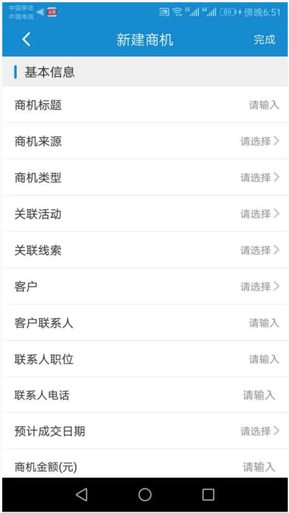 中国移动
中国电信
89 傍晚6:51
新建商机 完成
基本信息
商机标题 请输入
商机来源 请选择
商机类型 请选择
关联活动 请选择
关联线索 请选择
客户 请选择
客户联系人 请输入
联系人职位 请输入
联系人电话 请输入
预计成交日期 请选择
商机金额(元) 请输入